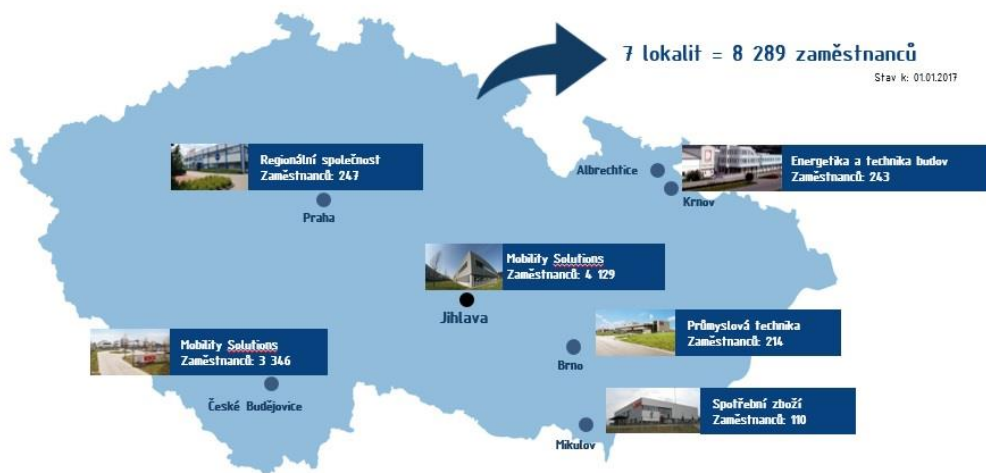 7 lokalit = 8 289 zaměstnanců
Stav k: 01.01.2017
Regionální společnost
Zaměstnanců: 247
Praha
Albrechtice
Krnov
Energetika a technika budov
Zaměstnanců: 243
Mobility Solutions
Zaměstnanců: 4 129
Jihlava
Mobility Solutions
Zaměstnanců: 3 346
České Budějovice
Průmyslová technika
Zaměstnanců: 214
Brno
Spotřební zboží
Zaměstnanců: 110
Mikulov